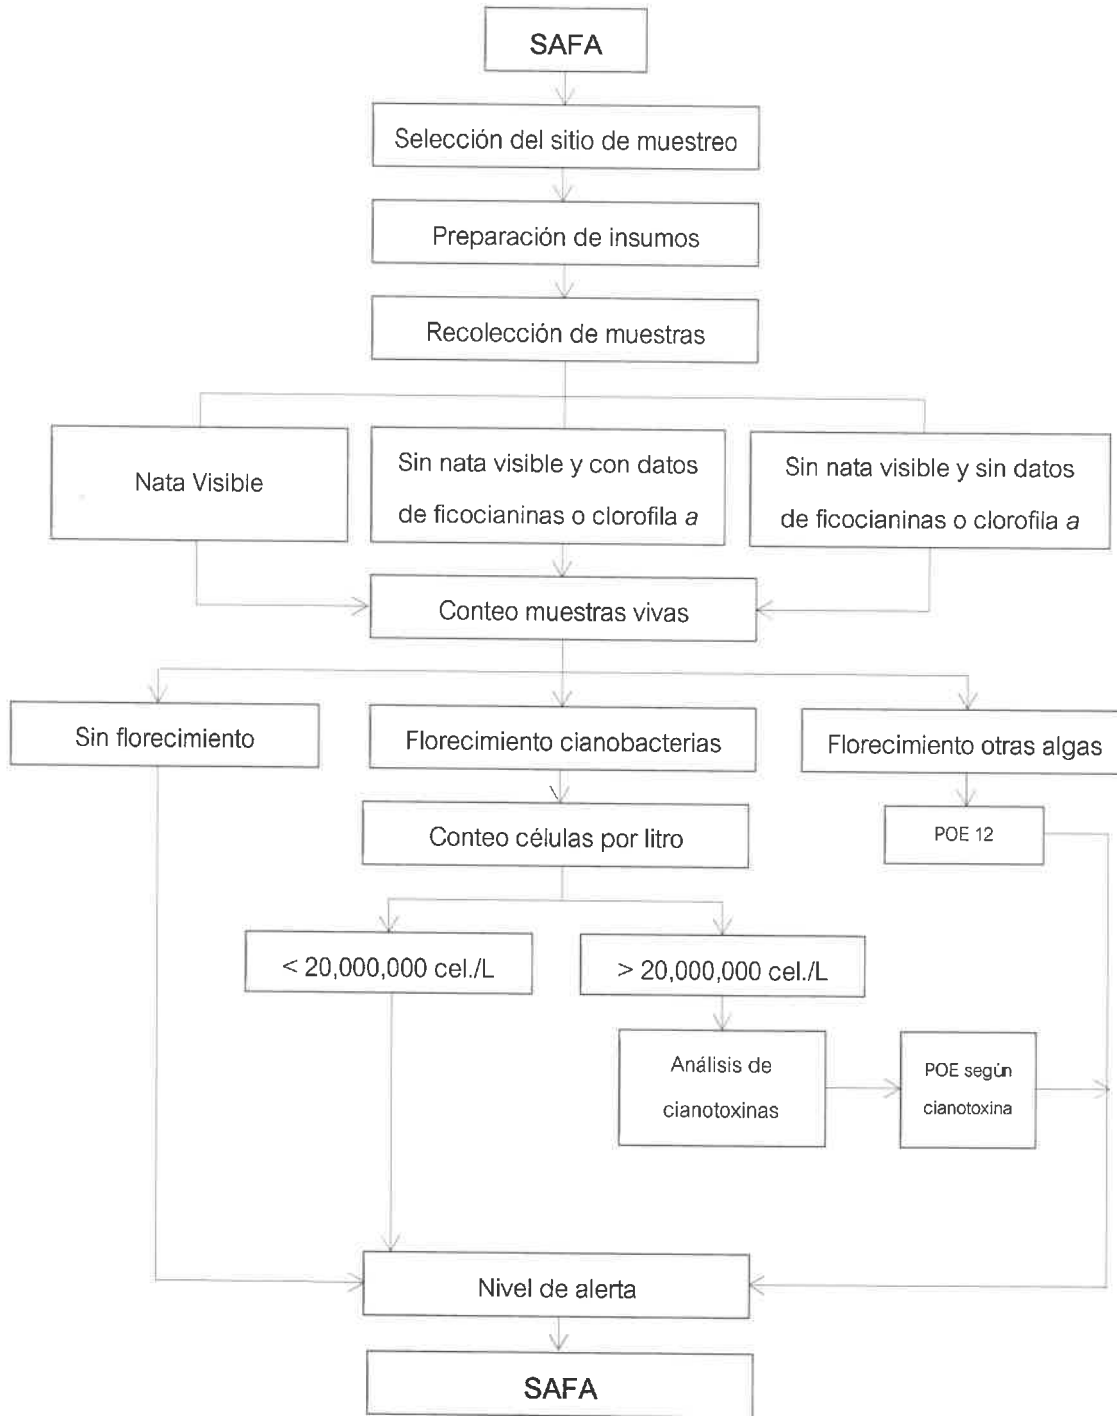 SAFA
Selección del sitio de muestreo
Preparación de insumos
Recolección de muestras
Nata Visible
Sin nata visible y con datos
de ficocianinas o clorofila a
Sin nata visible y sin datos
de ficocianinas o clorofila a
Conteo muestras vivas
Sin florecimiento
Florecimiento cianobacterias
Florecimiento otras algas
Conteo células por litro
POE 12
< 20,000,000 cel./L
> 20,000,000 cel./L
Análisis de
cianotoxinas
POE según
cianotoxina
Nivel de alerta
SAFA